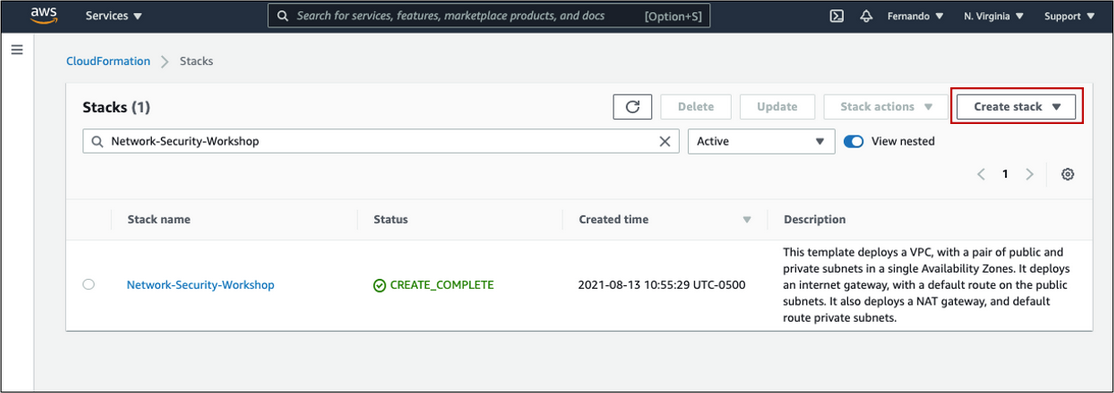 aws Services Search for services, features, marketplace products, and docs [Option+S] Fernando N. Virginia Support
CloudFormation Stacks
Stacks (1) Delete Update Stack actions Create stack
Network-Security-Workshop Active View nested
1
Stack name Status Created time Description
This template deploys a VPC, with a pair of public and
private subnets in a single Availability Zones. It deploys
Network-Security-Workshop CREATE_COMPLETE 2021-08-13 10:55:29 UTC-0500 an internet gateway, with a default route on the public
subnets. It also deploys a NAT gateway, and default
route private subnets.